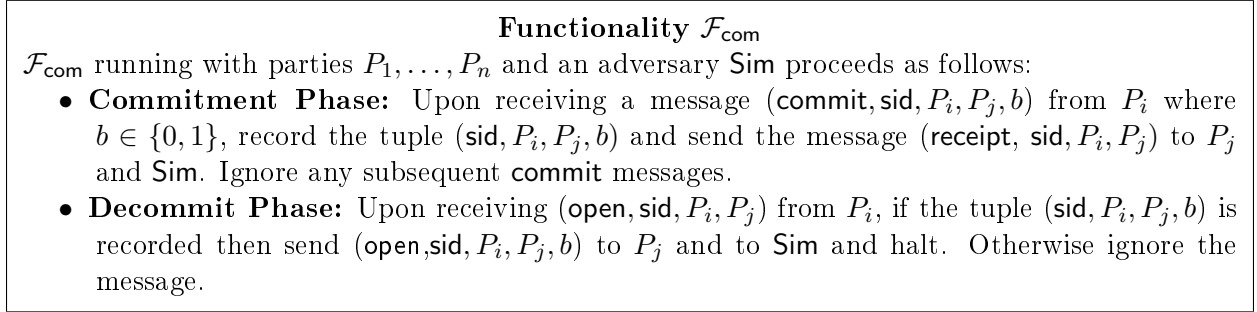 Functionality 𝓕com
𝓕com running with parties P1, . . . , Pn and an adversary Sim proceeds as follows:
• Commitment Phase: Upon receiving a message (commit, sid, Pi, Pj, b) from Pi where
b ∈ {0, 1}, record the tuple (sid, Pi, Pj, b) and send the message (receipt, sid, Pi, Pj) to Pj
and Sim. Ignore any subsequent commit messages.
• Decommit Phase: Upon receiving (open, sid, Pi, Pj) from Pi, if the tuple (sid, Pi, Pj, b) is
recorded then send (open,sid, Pi, Pj, b) to Pj and to Sim and halt. Otherwise ignore the
message.